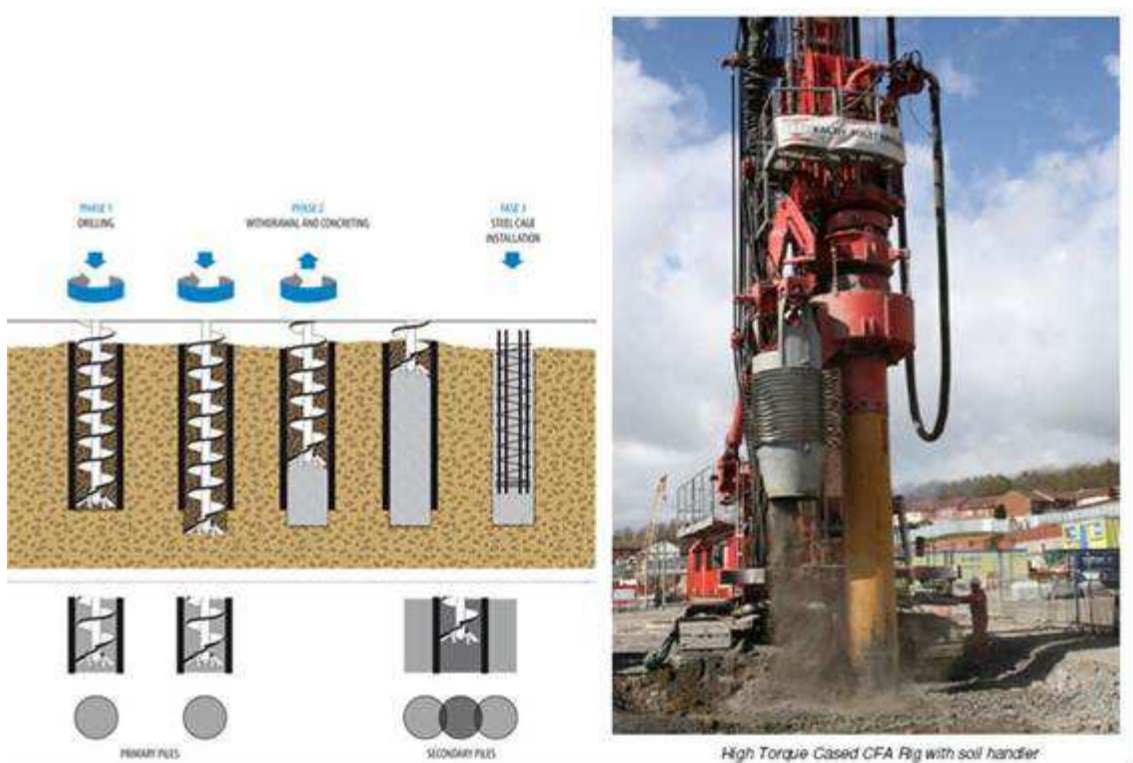 PHASE 1
DRILLING
PHASE 2
WITHDRAWAL AND CONCRETING
FASE 3
STEEL CAGE
INSTALLATION
PRIMARY PILES
SECONDARY PILES
High Torque Cased CFA Rig with soil handler